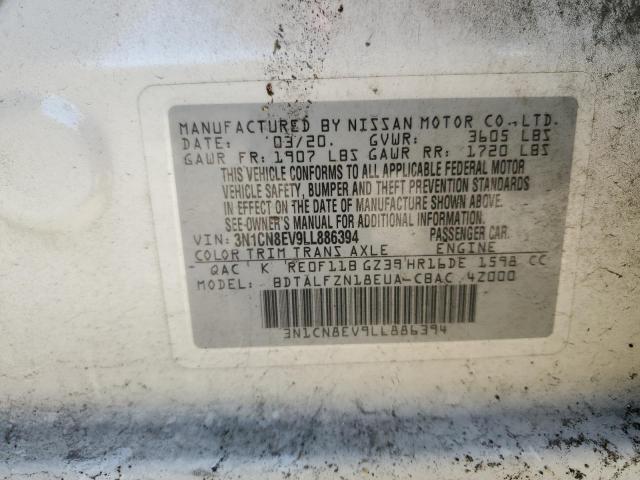 MANUFACTURED BY NISSAN MOTOR CO.,LTD.
DATE: 03/20. GVWR: 3605 LBS
GAWR FR: 1907 LBS GAWR RR: 1720 LBS
THIS VEHICLE CONFORMS TO ALL APPLICABLE FEDERAL MOTOR
VEHICLE SAFETY, BUMPER AND THEFT PREVENTION STANDARDS
IN EFFECT ON THE DATE OF MANUFACTURE SHOWN ABOVE.
SEE-OWNER'S MANUAL FOR ADDITIONAL INFORMATION.
VIN: 3N1CN8EV9LL886394 PASSENGER CAR.
COLOR TRIM TRANS AXLE ENGINE
QAC K RE0F11B GZ39 HR16DE 1598 CC
MODEL: BDTALFZN18EUA-CBAC 4Z000
3N1CN8EV9LL886394